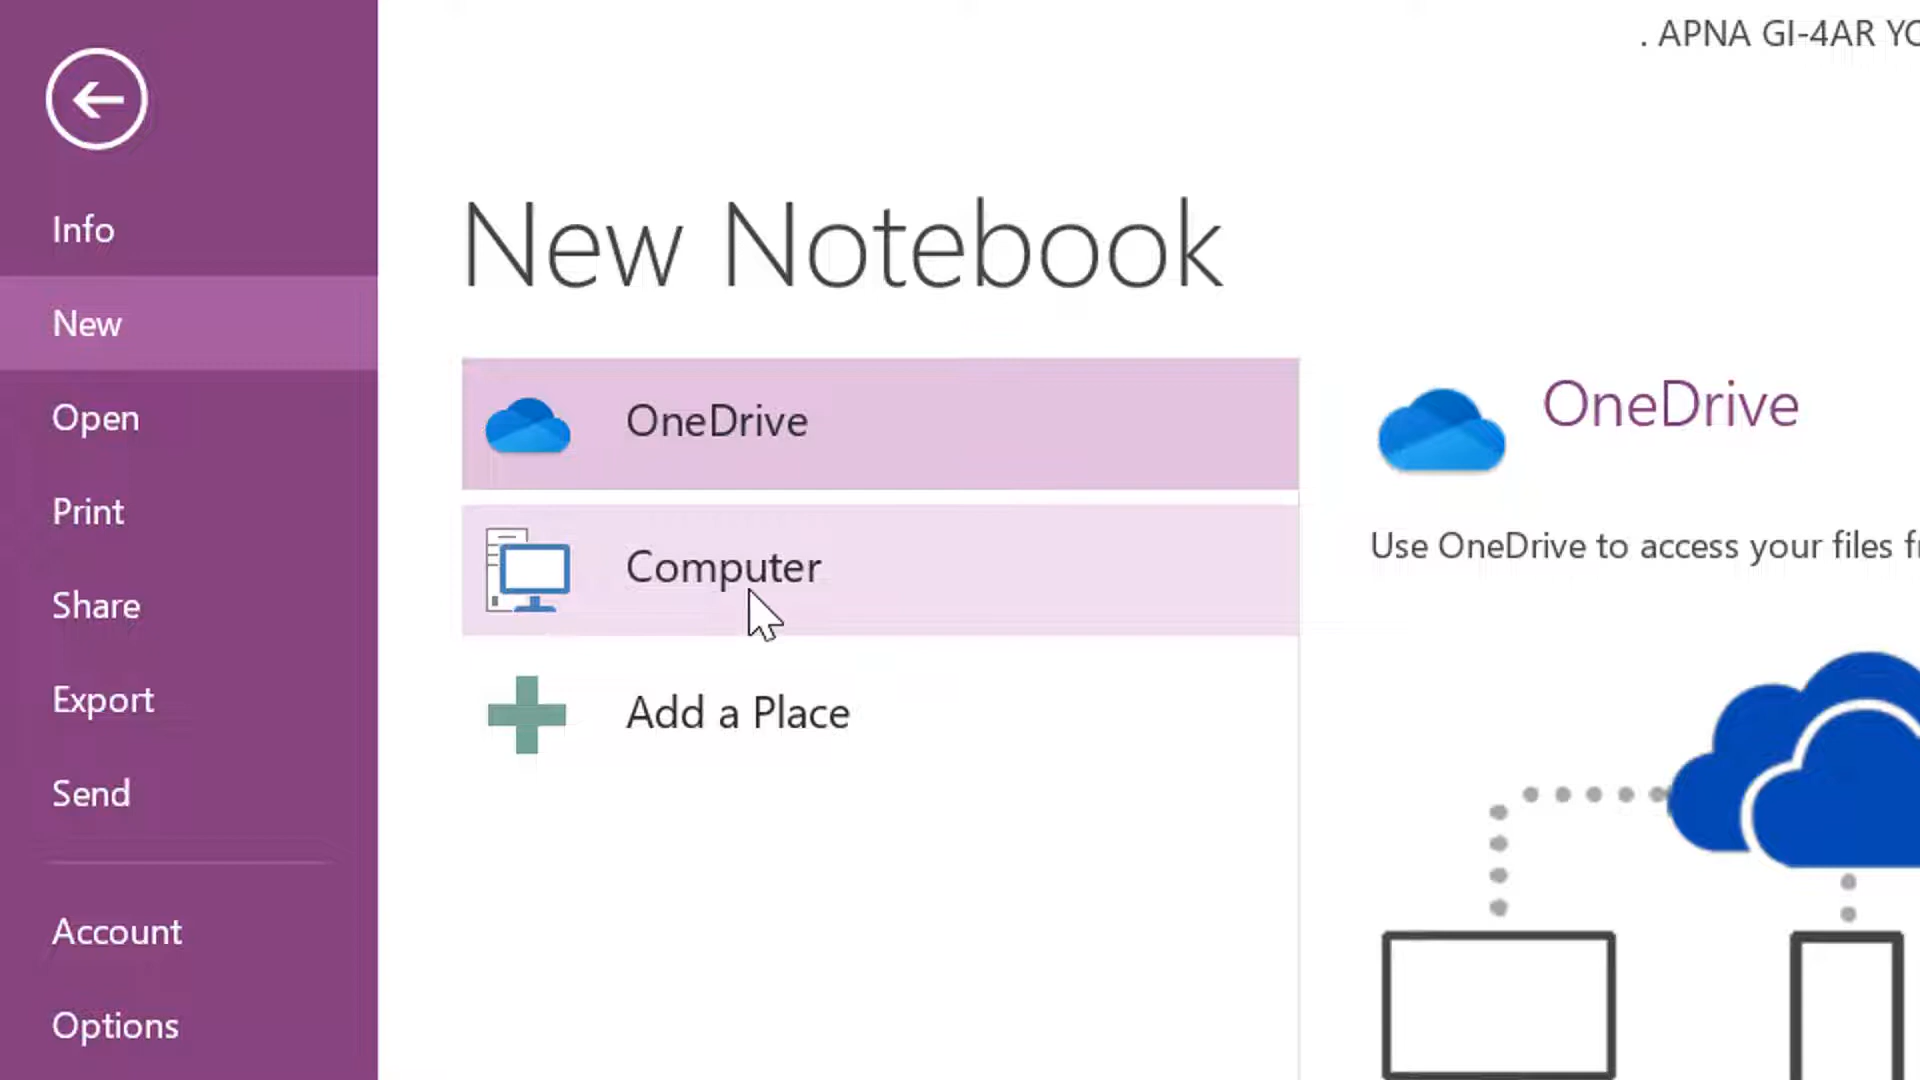 . APNA GI-4AR YO
Info
New
Open
Print
Share
Export
Send
Account
Options
New Notebook
OneDrive
Computer
Add a Place
OneDrive
Use OneDrive to access your files